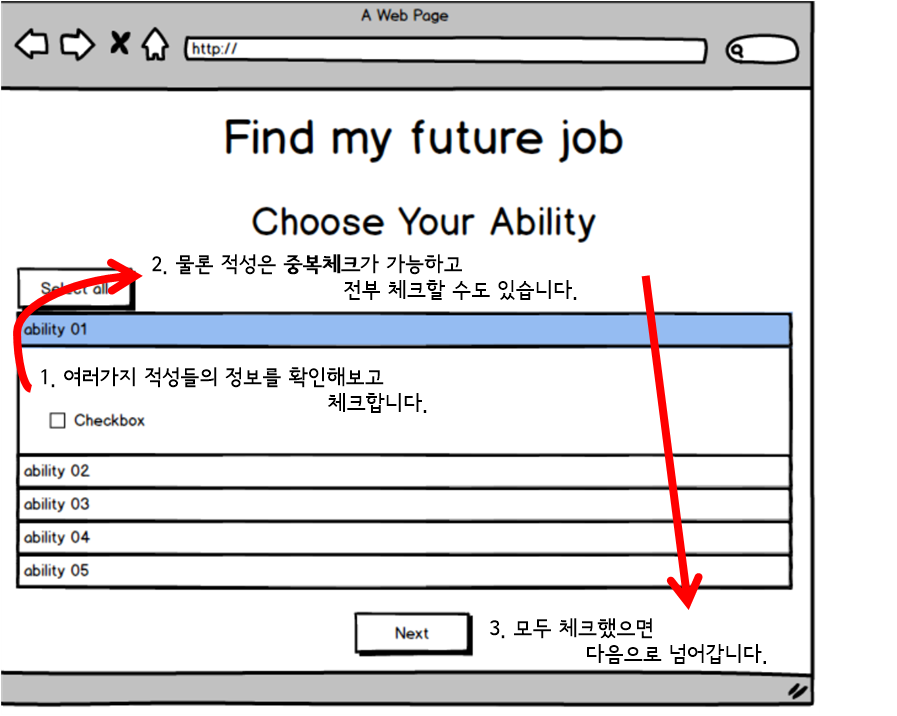 A Web Page
http://
Find my future job
Choose Your Ability
2. 물론 적성은 중복체크가 가능하고
전부 체크할 수도 있습니다.
Select all
ability 01
1. 여러가지 적성들의 정보를 확인해보고
체크합니다.
Checkbox
ability 02
ability 03
ability 04
ability 05
Next
3. 모두 체크했으면
다음으로 넘어갑니다.